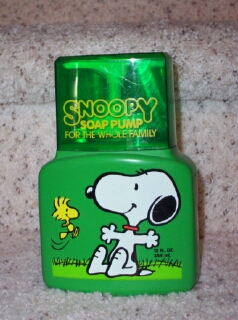 SNOOPY
SOAP PUMP
FOR THE WHOLE FAMILY